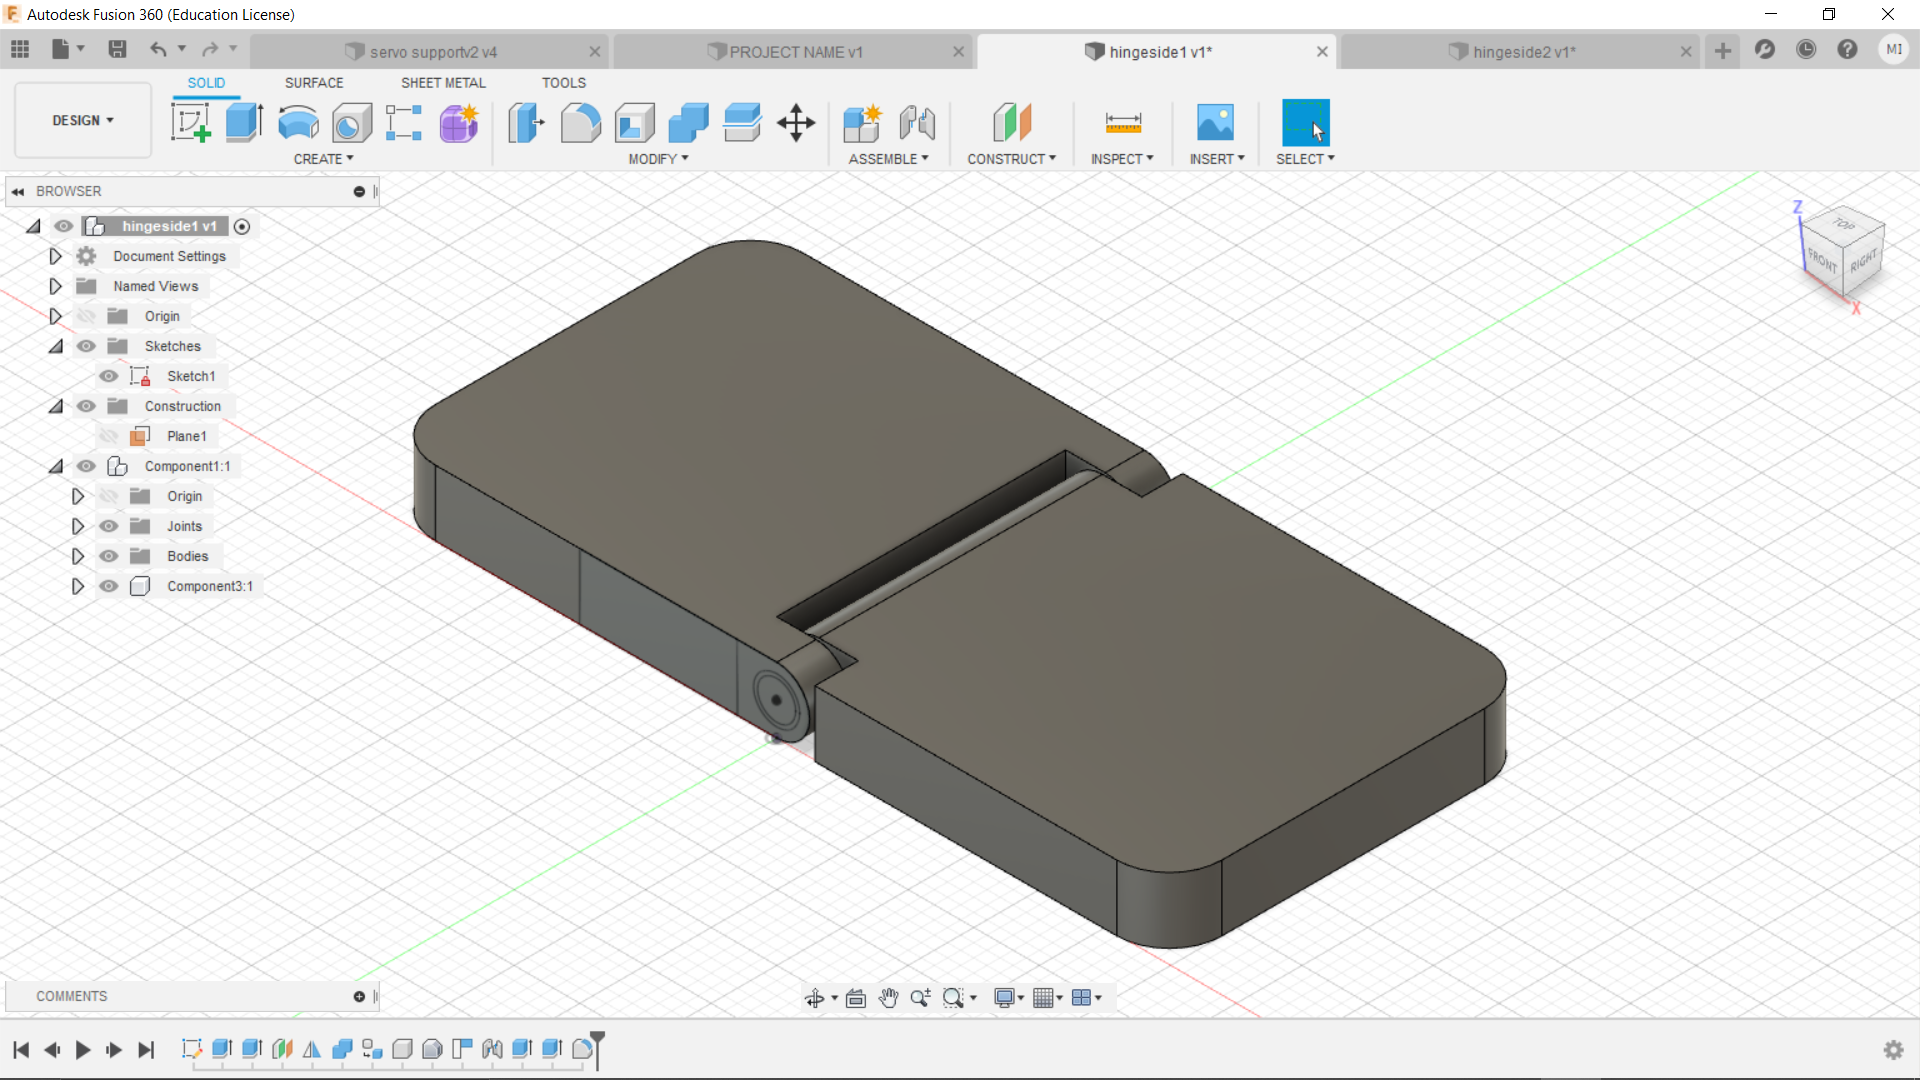 Autodesk Fusion 360 (Education License)
servo supportv2 v4
PROJECT NAME v1
hingeside1 v1*
hingeside2 v1*
MI
SOLID
SURFACE
SHEET METAL
TOOLS
DESIGN
CREATE
MODIFY
ASSEMBLE
CONSTRUCT
INSPECT
INSERT
SELECT
BROWSER
hingeside1 v1
Document Settings
Named Views
Origin
Sketches
Sketch1
Construction
Plane1
Component1:1
Origin
Joints
Bodies
Component3:1
Z
TOP
FRONT
RIGHT
X
COMMENTS